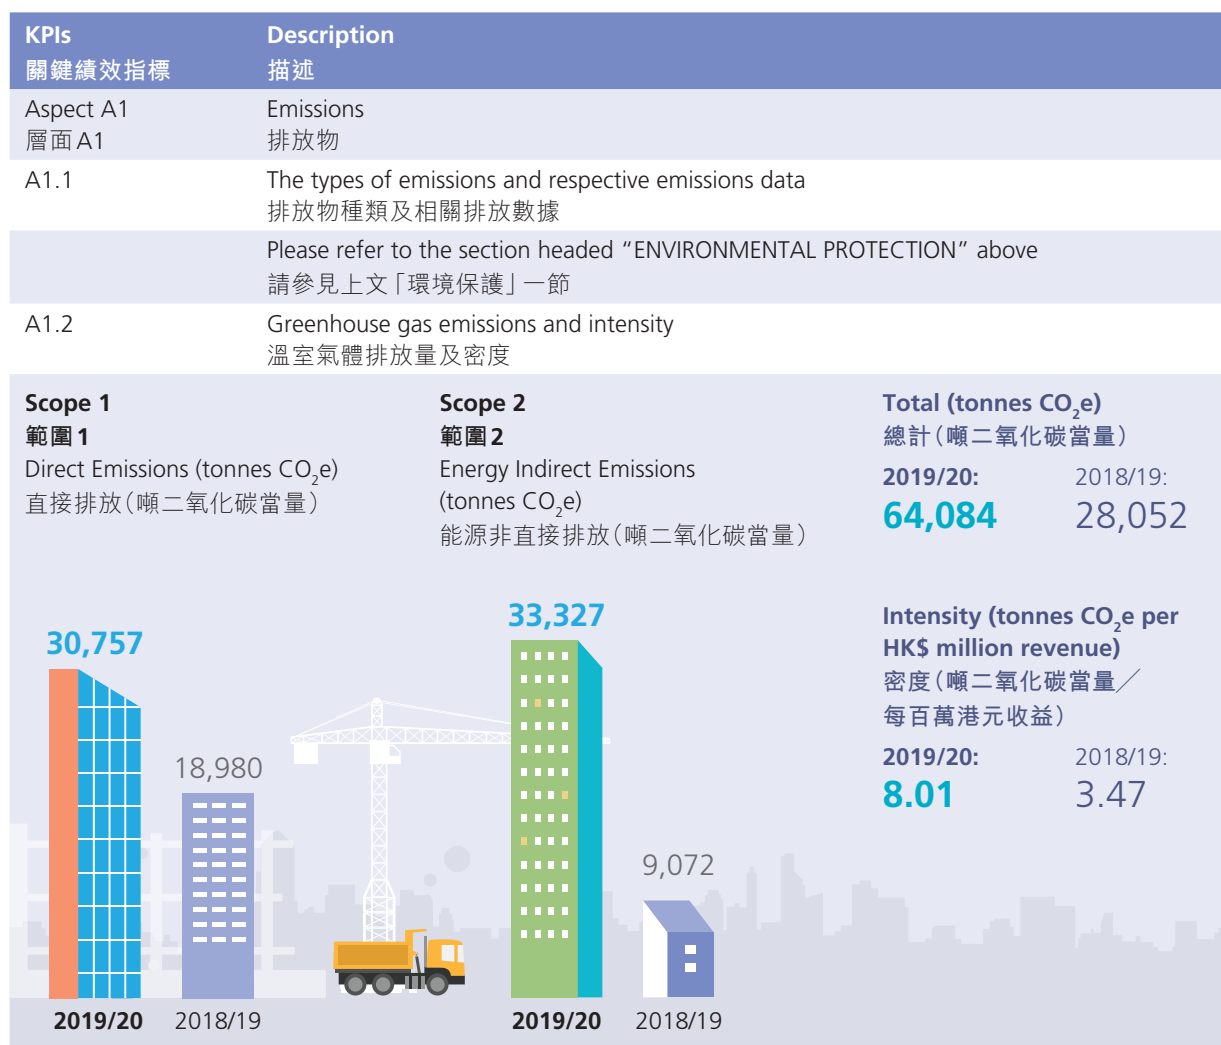 KPIs
Description
關鍵績效指標
描述
Aspect A1
Emissions
層面A1
排放物
A1.1
The types of emissions and respective emissions data
排放物種類及相關排放數據
Please refer to the section headed “ENVIRONMENTAL PROTECTION” above
請參見上文「環境保護」一節
A1.2
Greenhouse gas emissions and intensity
溫室氣體排放量及密度
Scope 1
範圍1
Direct Emissions (tonnes CO₂e)
直接排放（噸二氧化碳當量）
Scope 2
範圍2
Energy Indirect Emissions
(tonnes CO₂e)
能源非直接排放（噸二氧化碳當量）
Total (tonnes CO₂e)
總計（噸二氧化碳當量）
2019/20:
2018/19:
64,084
28,052
30,757
18,980
2019/20
2018/19
33,327
9,072
2019/20
2018/19
Intensity (tonnes CO₂e per
HK$ million revenue)
密度（噸二氧化碳當量／
每百萬港元收益）
2019/20:
2018/19:
8.01
3.47